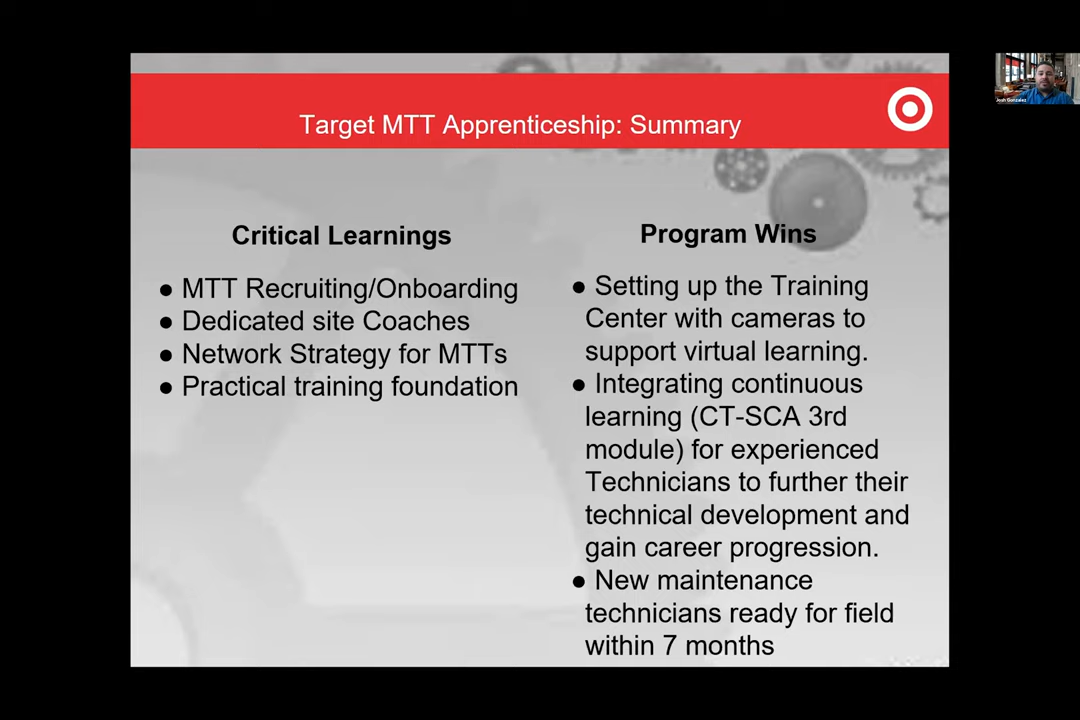 Target MTT Apprenticeship: Summary
Critical Learnings
● MTT Recruiting/Onboarding
● Dedicated site Coaches
● Network Strategy for MTTs
● Practical training foundation
Program Wins
● Setting up the Training
Center with cameras to
support virtual learning.
● Integrating continuous
learning (CT-SCA 3rd
module) for experienced
Technicians to further their
technical development and
gain career progression.
● New maintenance
technicians ready for field
within 7 months
Josh Gonzalez